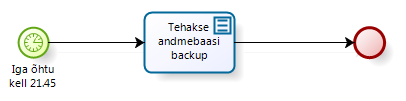 Tehakse
andmebaasi
backup
Iga õhtu
kell 21.45